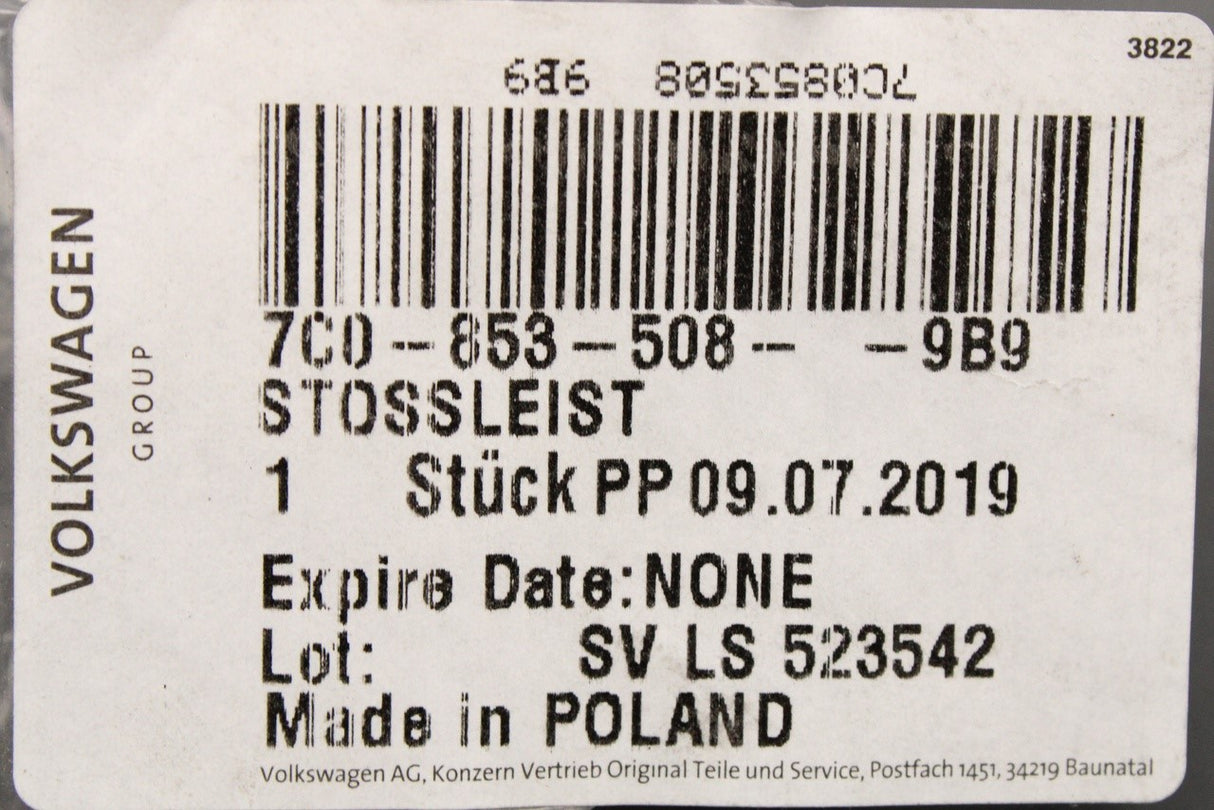 3822
7C0853508 9B9
7C0-853-508- -9B9
STOSSLEIST
1 Stück PP 09.07.2019
Expire Date:NONE
Lot: SV LS 523542
Made in POLAND
Volkswagen AG, Konzern Vertrieb Original Teile und Service, Postfach 1451, 34219 Baunatal
VOLKSWAGEN
GROUP